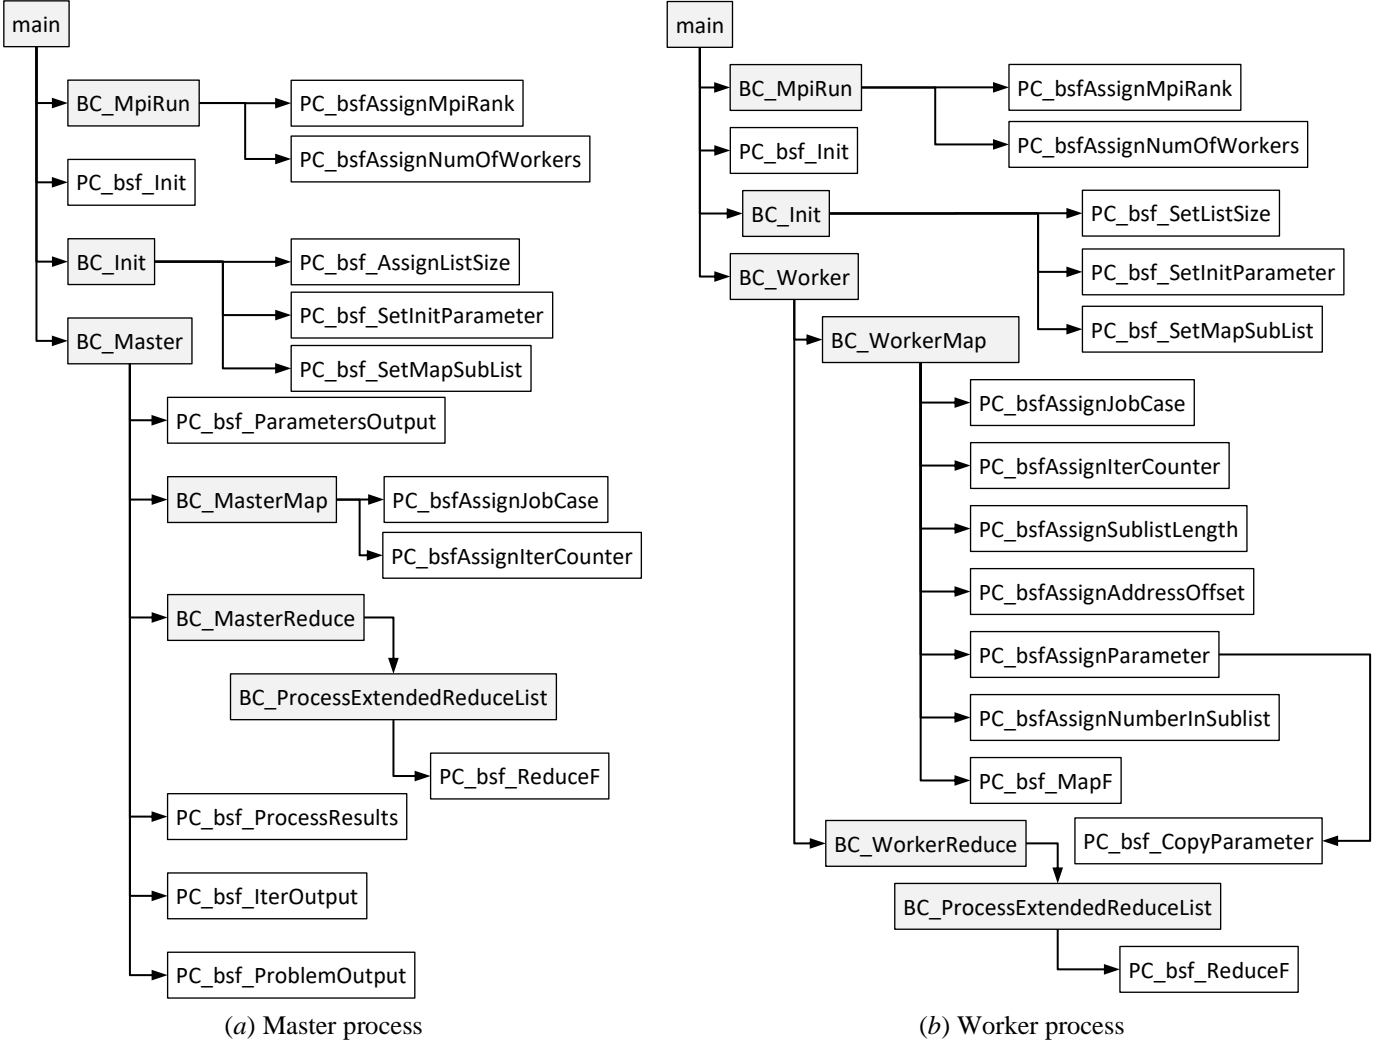 main
BC_MpiRun
PC_bsfAssignMpiRank
PC_bsfAssignNumOfWorkers
PC_bsf_Init
BC_Init
PC_bsf_AssignListSize
PC_bsf_SetInitParameter
PC_bsf_SetMapSubList
BC_Master
PC_bsf_ParametersOutput
BC_MasterMap
PC_bsfAssignJobCase
PC_bsfAssignIterCounter
BC_MasterReduce
BC_ProcessExtendedReduceList
PC_bsf_ReduceF
PC_bsf_ProcessResults
PC_bsf_IterOutput
PC_bsf_ProblemOutput
(a) Master process
main
BC_MpiRun
PC_bsfAssignMpiRank
PC_bsfAssignNumOfWorkers
PC_bsf_Init
BC_Init
PC_bsf_SetListSize
PC_bsf_SetInitParameter
PC_bsf_SetMapSubList
BC_Worker
BC_WorkerMap
PC_bsfAssignJobCase
PC_bsfAssignIterCounter
PC_bsfAssignSublistLength
PC_bsfAssignAddressOffset
PC_bsfAssignParameter
PC_bsfAssignNumberInSublist
PC_bsf_MapF
PC_bsf_CopyParameter
BC_WorkerReduce
BC_ProcessExtendedReduceList
PC_bsf_ReduceF
(b) Worker process